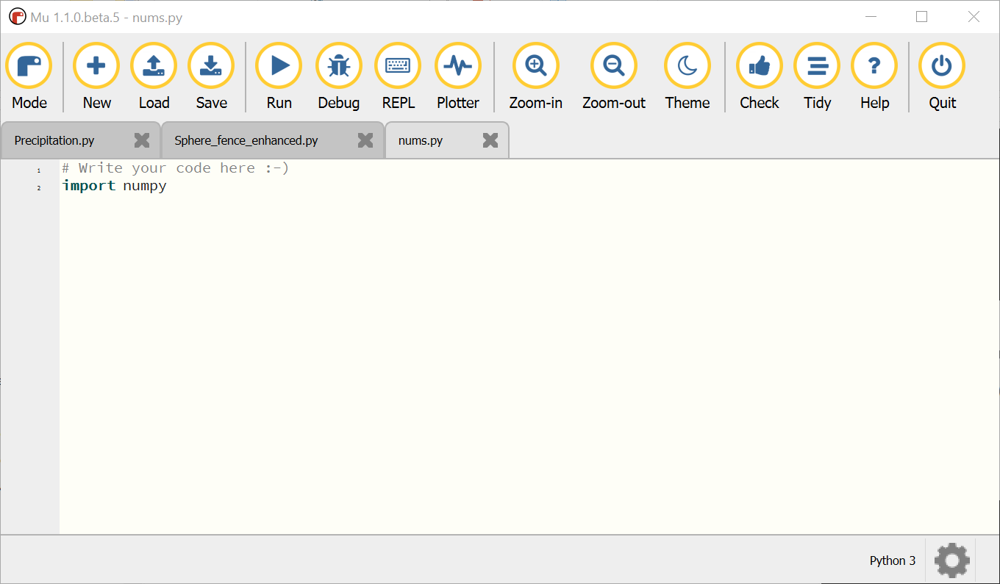 Mu 1.1.0.beta.5 - nums.py
Mode New Load Save Run Debug REPL Plotter Zoom-in Zoom-out Theme Check Tidy Help Quit
Precipitation.py Sphere_fence_enhanced.py nums.py
1 # Write your code here :-)
2 import numpy
Python 3